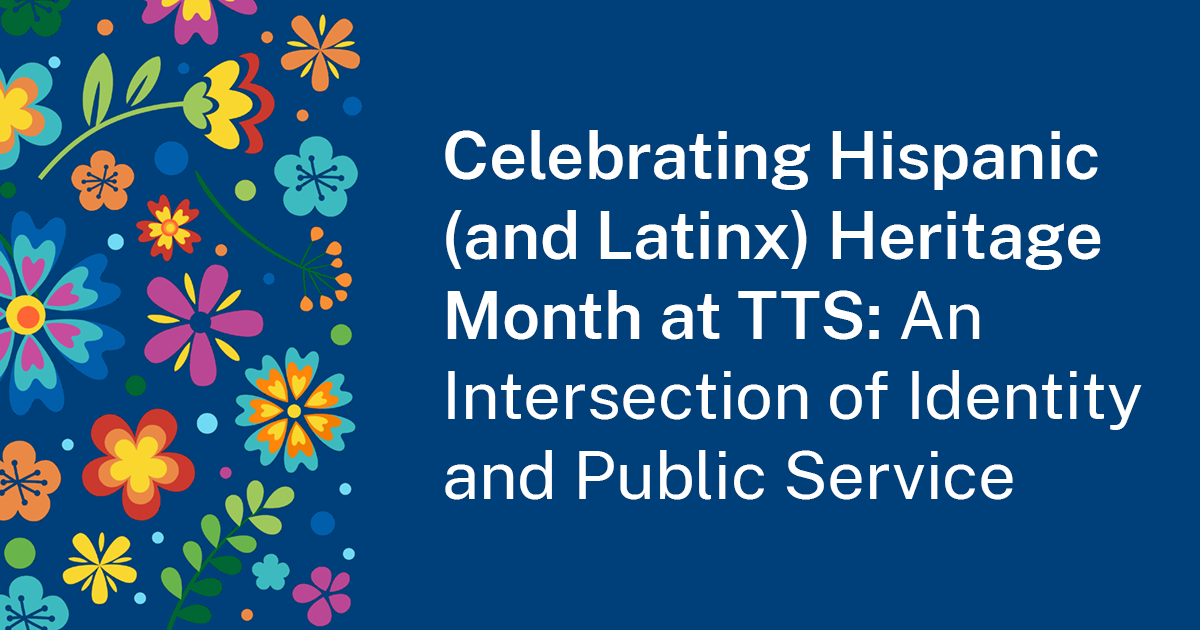 Celebrating Hispanic
(and Latinx) Heritage
Month at TTS: An
Intersection of Identity
and Public Service